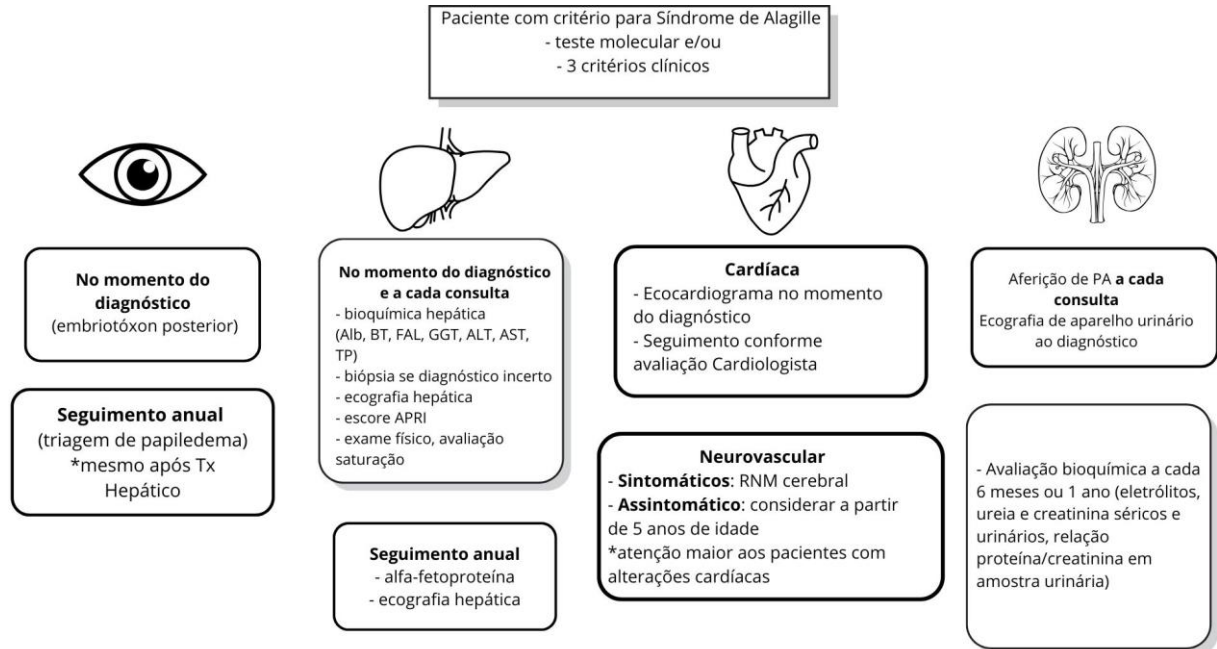 Paciente com critério para Síndrome de Alagille
- teste molecular e/ou
- 3 critérios clínicos
No momento do
diagnóstico
(embriotóxon posterior)
Seguimento anual
(triagem de papiledema)
*mesmo após Tx
Hepático
No momento do diagnóstico
e a cada consulta
- bioquímica hepática
(Alb, BT, FAL, GGT, ALT, AST,
TP)
- biópsia se diagnóstico incerto
- ecografia hepática
- escore APRI
- exame físico, avaliação
saturação
Seguimento anual
- alfa-fetoproteína
- ecografia hepática
Cardíaca
- Ecocardiograma no momento
do diagnóstico
- Seguimento conforme
avaliação Cardiologista
Neurovascular
- Sintomáticos: RNM cerebral
- Assintomático: considerar a partir
de 5 anos de idade
*atenção maior aos pacientes com
alterações cardíacas
Aferição de PA a cada
consulta
Ecografia de aparelho urinário
ao diagnóstico
- Avaliação bioquímica a cada
6 meses ou 1 ano (eletrólitos,
ureia e creatinina séricos e
urinários, relação
proteína/creatinina em
amostra urinária)